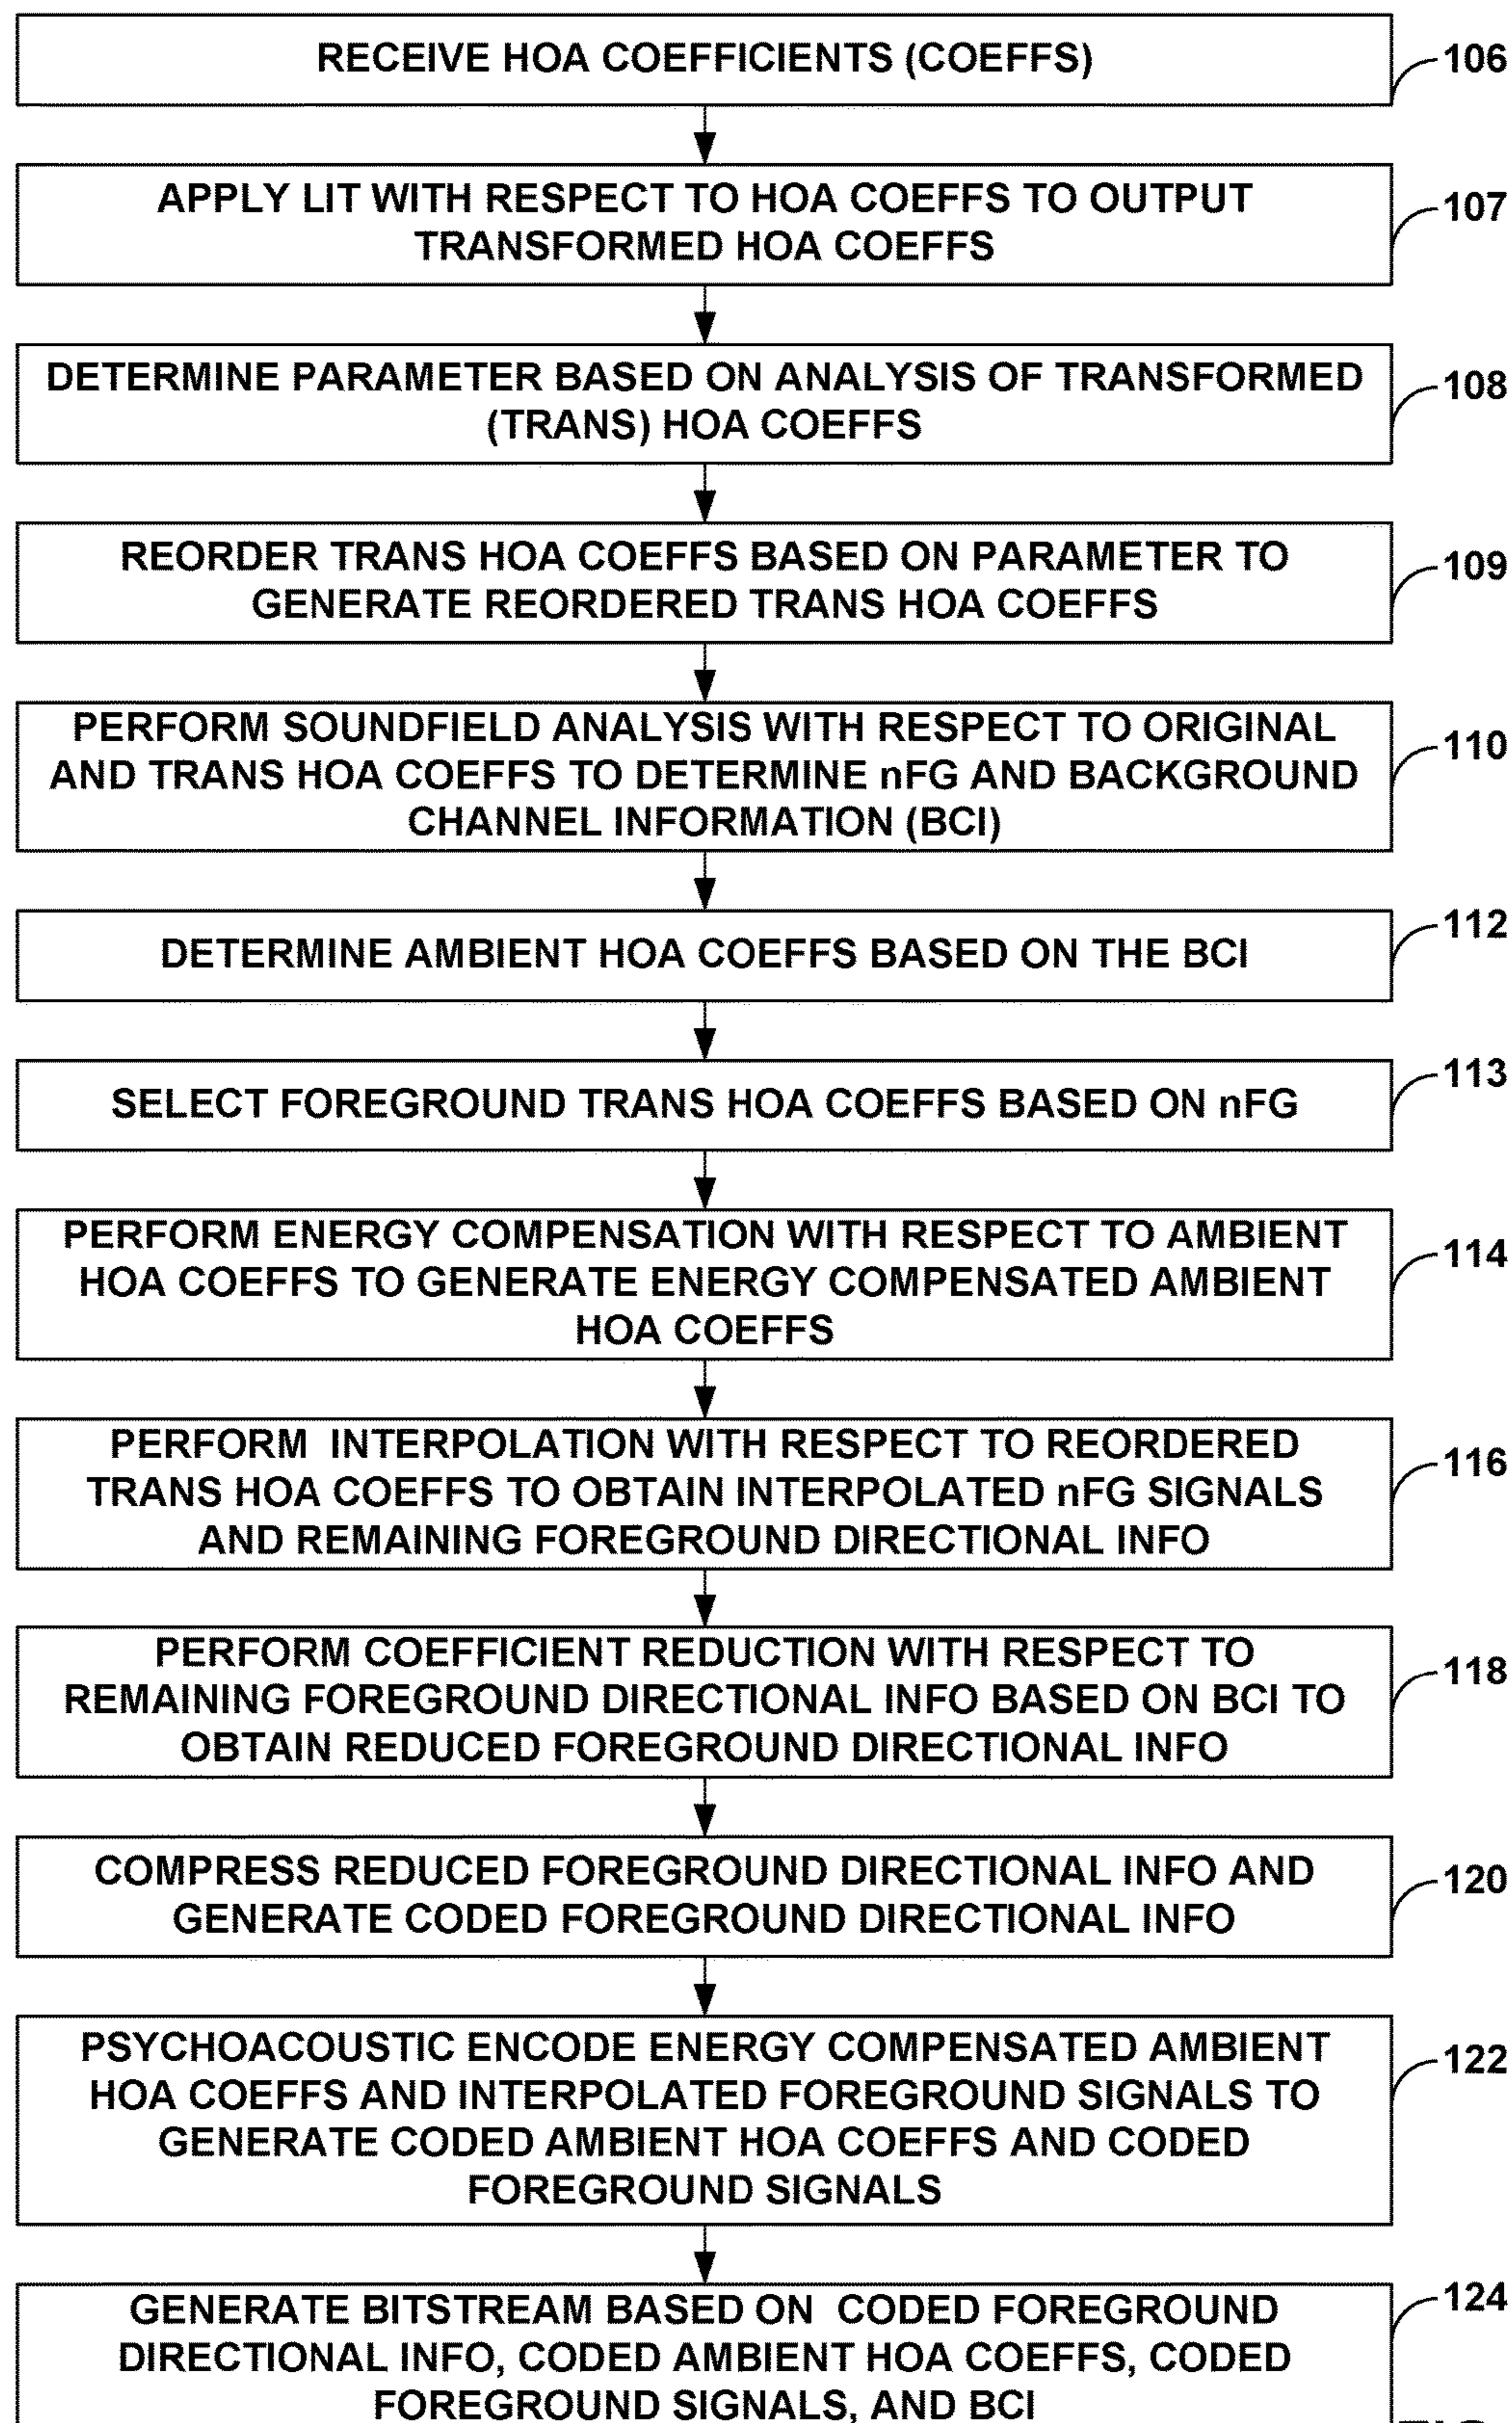 RECEIVE HOA COEFFICIENTS (COEFFS)
106
APPLY LIT WITH RESPECT TO HOA COEFFS TO OUTPUT
TRANSFORMED HOA COEFFS
107
DETERMINE PARAMETER BASED ON ANALYSIS OF TRANSFORMED
(TRANS) HOA COEFFS
108
REORDER TRANS HOA COEFFS BASED ON PARAMETER TO
GENERATE REORDERED TRANS HOA COEFFS
109
PERFORM SOUNDFIELD ANALYSIS WITH RESPECT TO ORIGINAL
AND TRANS HOA COEFFS TO DETERMINE nFG AND BACKGROUND
CHANNEL INFORMATION (BCI)
110
DETERMINE AMBIENT HOA COEFFS BASED ON THE BCI
112
SELECT FOREGROUND TRANS HOA COEFFS BASED ON nFG
113
PERFORM ENERGY COMPENSATION WITH RESPECT TO AMBIENT
HOA COEFFS TO GENERATE ENERGY COMPENSATED AMBIENT
HOA COEFFS
114
PERFORM INTERPOLATION WITH RESPECT TO REORDERED
TRANS HOA COEFFS TO OBTAIN INTERPOLATED nFG SIGNALS
AND REMAINING FOREGROUND DIRECTIONAL INFO
116
PERFORM COEFFICIENT REDUCTION WITH RESPECT TO
REMAINING FOREGROUND DIRECTIONAL INFO BASED ON BCI TO
OBTAIN REDUCED FOREGROUND DIRECTIONAL INFO
118
COMPRESS REDUCED FOREGROUND DIRECTIONAL INFO AND
GENERATE CODED FOREGROUND DIRECTIONAL INFO
120
PSYCHOACOUSTIC ENCODE ENERGY COMPENSATED AMBIENT
HOA COEFFS AND INTERPOLATED FOREGROUND SIGNALS TO
GENERATE CODED AMBIENT HOA COEFFS AND CODED
FOREGROUND SIGNALS
122
GENERATE BITSTREAM BASED ON CODED FOREGROUND
DIRECTIONAL INFO, CODED AMBIENT HOA COEFFS, CODED
FOREGROUND SIGNALS, AND BCI
124